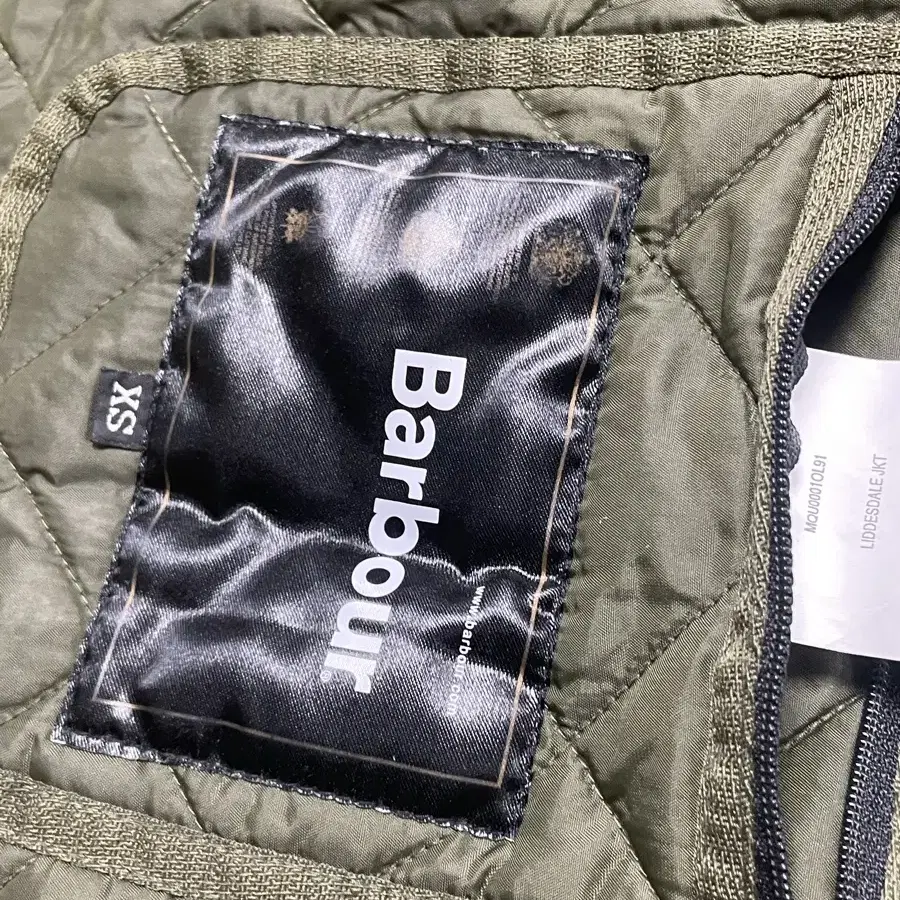 Barbour®
www.barbour.com
XS
MQU0001OL91
LIDDESDALE JKT